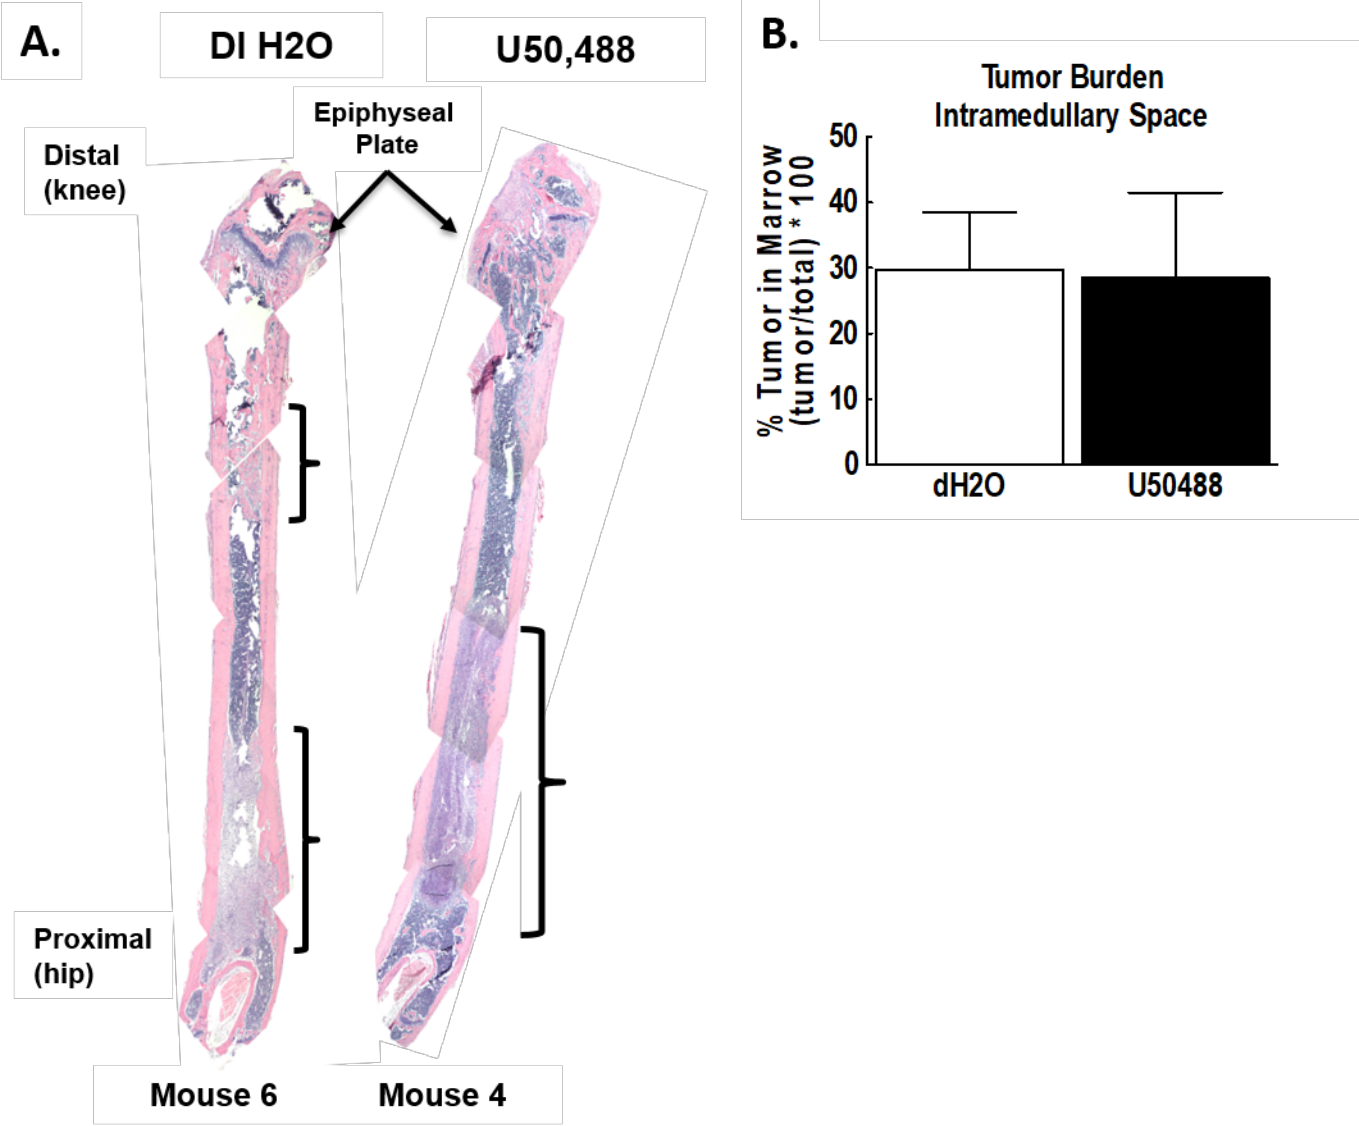 A.
DI H2O
U50,488
Epiphyseal
Plate
Distal
(knee)
Proximal
(hip)
Mouse 6
Mouse 4
B.
Tumor Burden
Intramedullary Space
% Tumor in Marrow
(tumor/total) * 100
50
40
30
20
10
0
dH2O
U50488